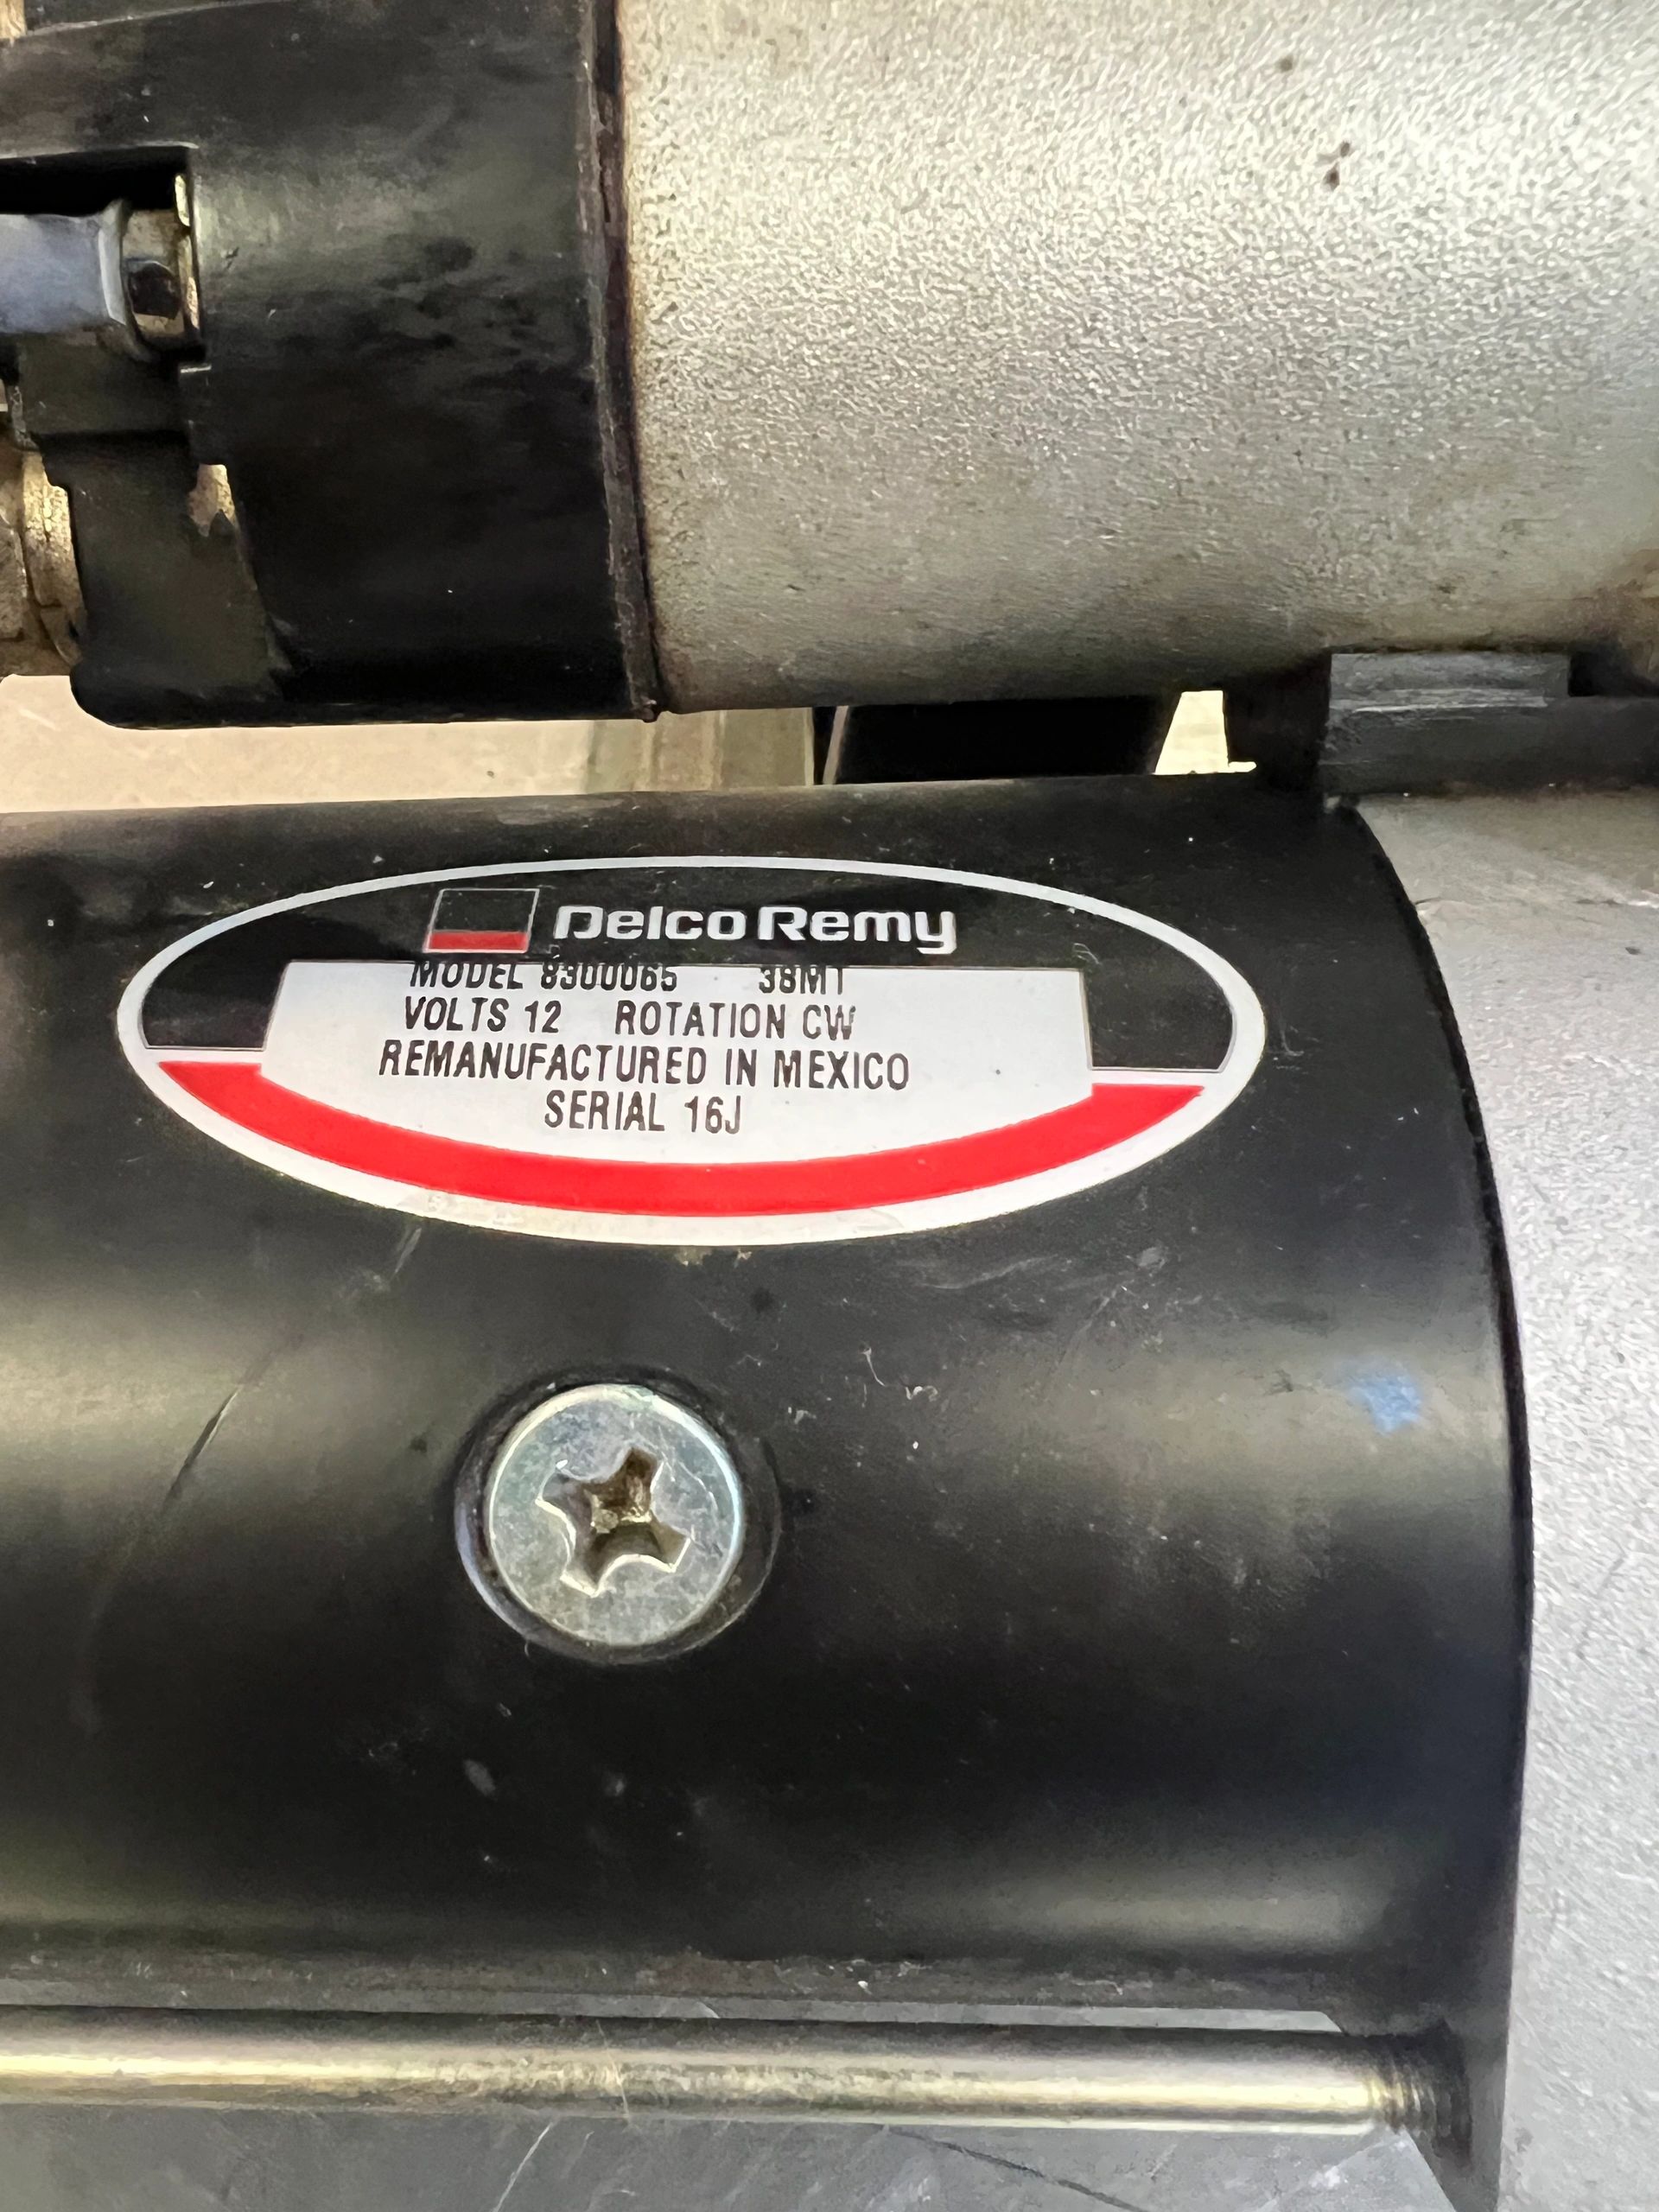 Delco Remy
MODEL 8300065 38MT
VOLTS 12 ROTATION CW
REMANUFACTURED IN MEXICO
SERIAL 16J